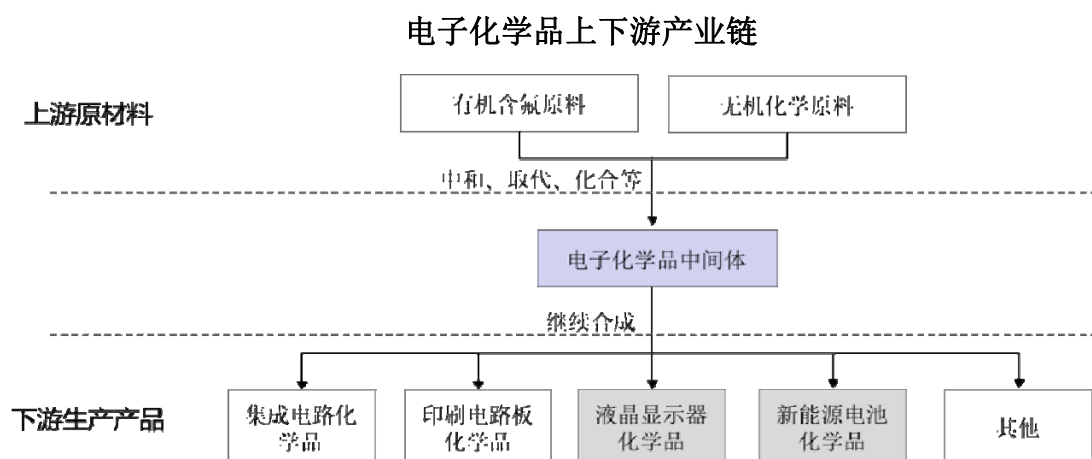 电子化学品上下游产业链
上游原材料
有机含氟原料
无机化学原料
中和、取代、化合等
电子化学品中间体
继续合成
下游生产产品
集成电路化
学品
印刷电路板
化学品
液晶显示器
化学品
新能源电池
化学品
其他